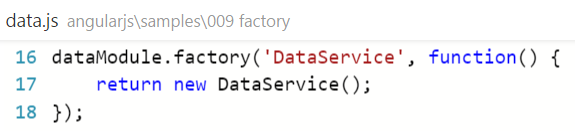 data.js angularjs\samples\009 factory
16 dataModule.factory('DataService', function() {
17     return new DataService();
18 });